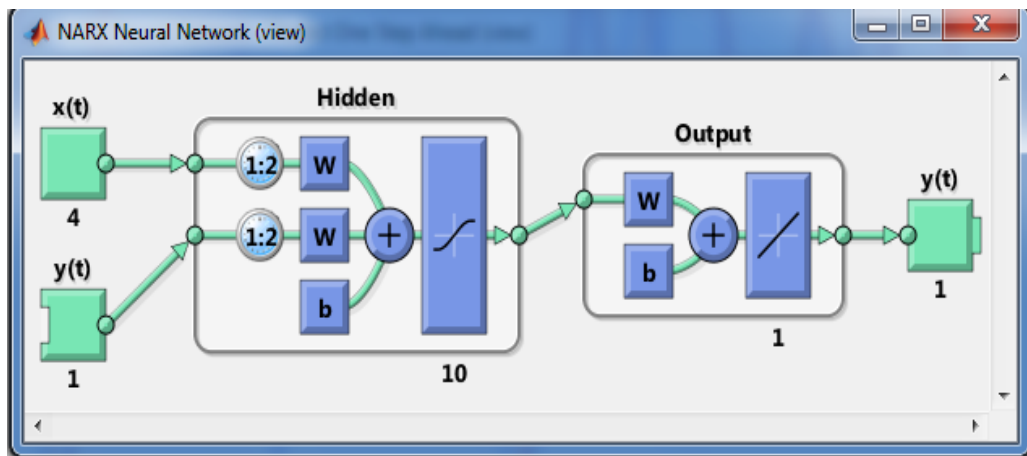 NARX Neural Network (view)
x(t)
Hidden
1:2
W
4
y(t)
1:2
W
b
+
1
10
Output
W
b
+
1
y(t)
1